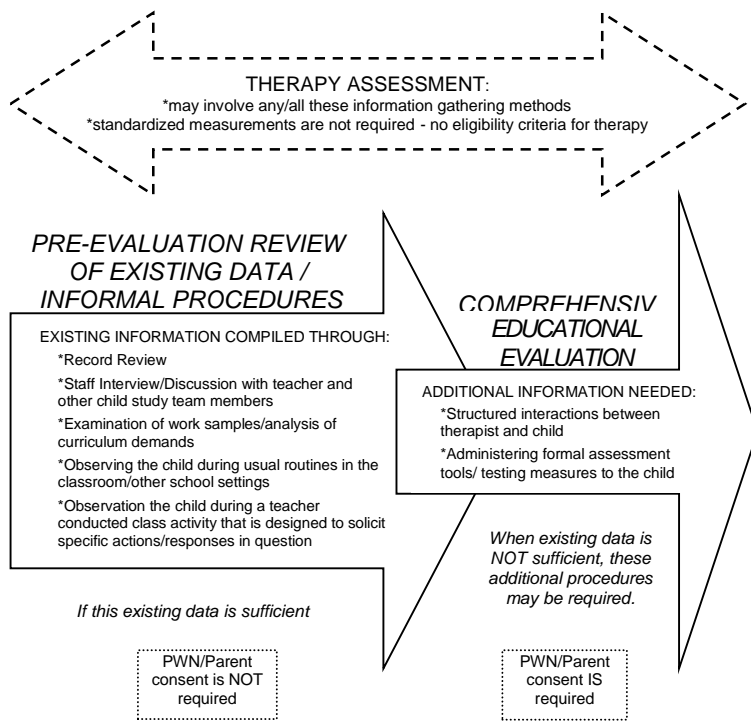 THERAPY ASSESSMENT:
*may involve any/all these information gathering methods
*standardized measurements are not required - no eligibility criteria for therapy
PRE-EVALUATION REVIEW
OF EXISTING DATA /
INFORMAL PROCEDURES
EXISTING INFORMATION COMPILED THROUGH:
*Record Review
*Staff Interview/Discussion with teacher and
other child study team members
*Examination of work samples/analysis of
curriculum demands
*Observing the child during usual routines in the
classroom/other school settings
*Observation the child during a teacher
conducted class activity that is designed to solicit
specific actions/responses in question
If this existing data is sufficient
PWN/Parent
consent is NOT
required
COMPREHENSIV
EDUCATIONAL
EVALUATION
ADDITIONAL INFORMATION NEEDED:
*Structured interactions between
therapist and child
*Administering formal assessment
tools/ testing measures to the child
When existing data is
NOT sufficient, these
additional procedures
may be required.
PWN/Parent
consent IS
required